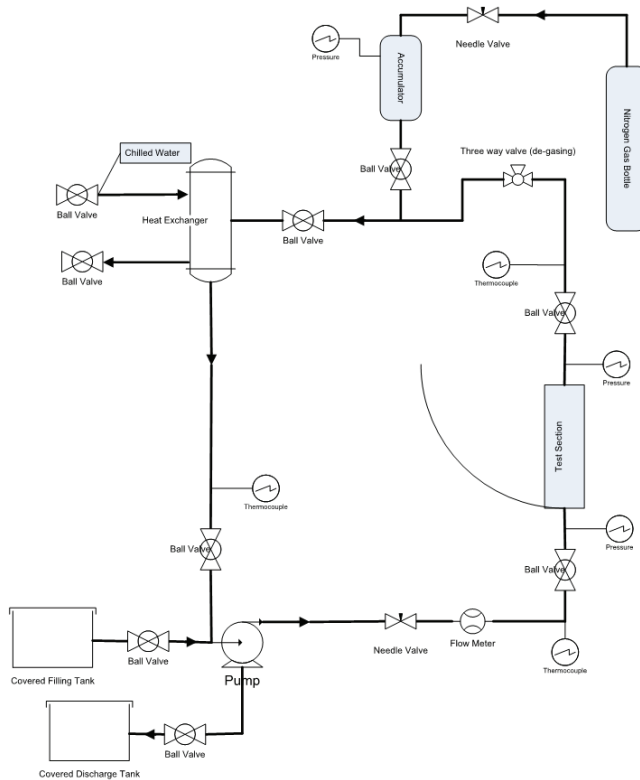 Needle Valve
Pressure
Accumulator
Nitrogen Gas Bottle
Chilled Water
Ball Valve
Three way valve (de-gasing)
Ball Valve
Heat Exchanger
Ball Valve
Ball Valve
Thermocouple
Ball Valve
Pressure
Test Section
Thermocouple
Pressure
Ball Valve
Ball Valve
Ball Valve
Needle Valve
Flow Meter
Thermocouple
Covered Filling Tank
Pump
Ball Valve
Covered Discharge Tank